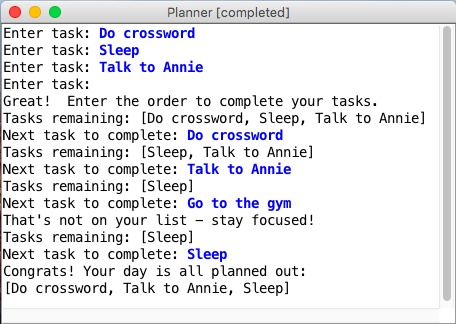 Planner [completed]
Enter task: Do crossword
Enter task: Sleep
Enter task: Talk to Annie
Enter task:
Great!  Enter the order to complete your tasks.
Tasks remaining: [Do crossword, Sleep, Talk to Annie]
Next task to complete: Do crossword
Tasks remaining: [Sleep, Talk to Annie]
Next task to complete: Talk to Annie
Tasks remaining: [Sleep]
Next task to complete: Go to the gym
That's not on your list – stay focused!
Tasks remaining: [Sleep]
Next task to complete: Sleep
Congrats! Your day is all planned out:
[Do crossword, Talk to Annie, Sleep]